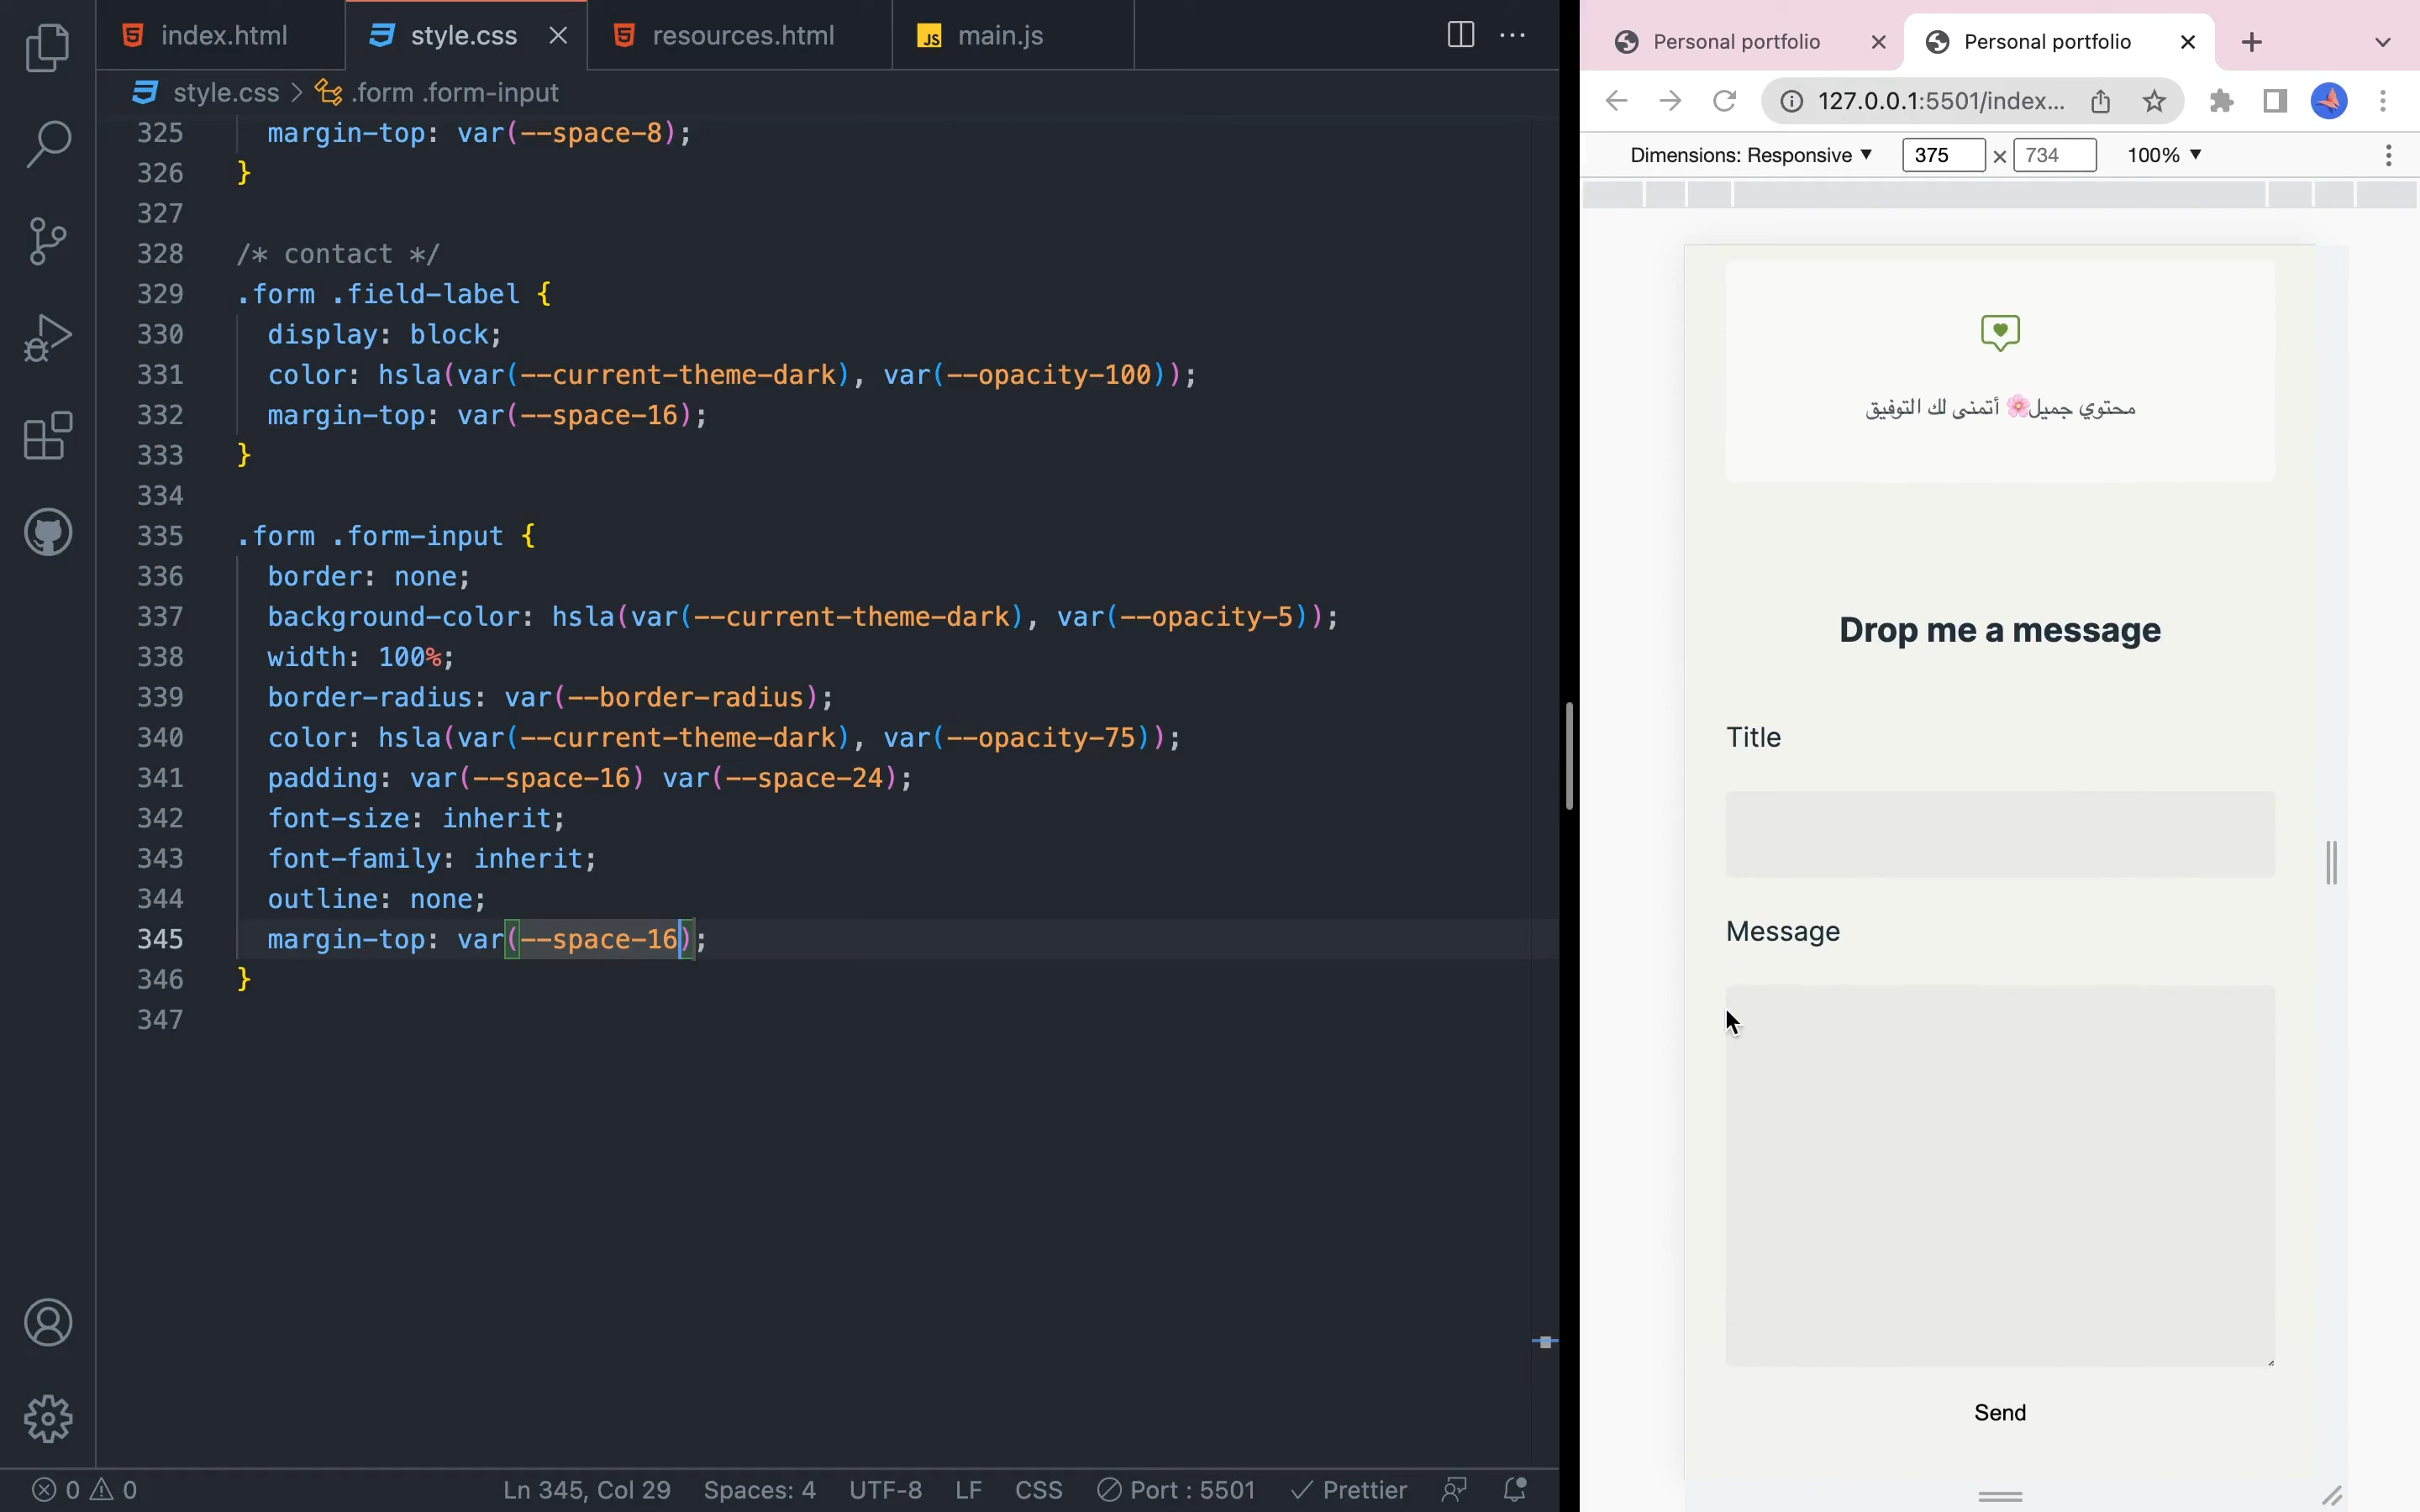 index.html
style.css
resources.html
JS main.js
style.css > .form .form-input
325 margin-top: var(--space-8);
326 }
327
328 /* contact */
329 .form .field-label {
330 display: block;
331 color: hsla(var(--current-theme-dark), var(--opacity-100));
332 margin-top: var(--space-16);
333 }
334
335 .form .form-input {
336 border: none;
337 background-color: hsla(var(--current-theme-dark), var(--opacity-5));
338 width: 100%;
339 border-radius: var(--border-radius);
340 color: hsla(var(--current-theme-dark), var(--opacity-75));
341 padding: var(--space-16) var(--space-24);
342 font-size: inherit;
343 font-family: inherit;
344 outline: none;
345 margin-top: var(--space-16);
346 }
347
0 0
Ln 345, Col 29
Spaces: 4
UTF-8
LF
CSS
Port : 5501
Prettier
Personal portfolio
Personal portfolio
127.0.0.1:5501/index...
Dimensions: Responsive
375 × 734
100%
محتوي جميل🌸 أتمنى لك التوفيق
Drop me a message
Title
Message
Send